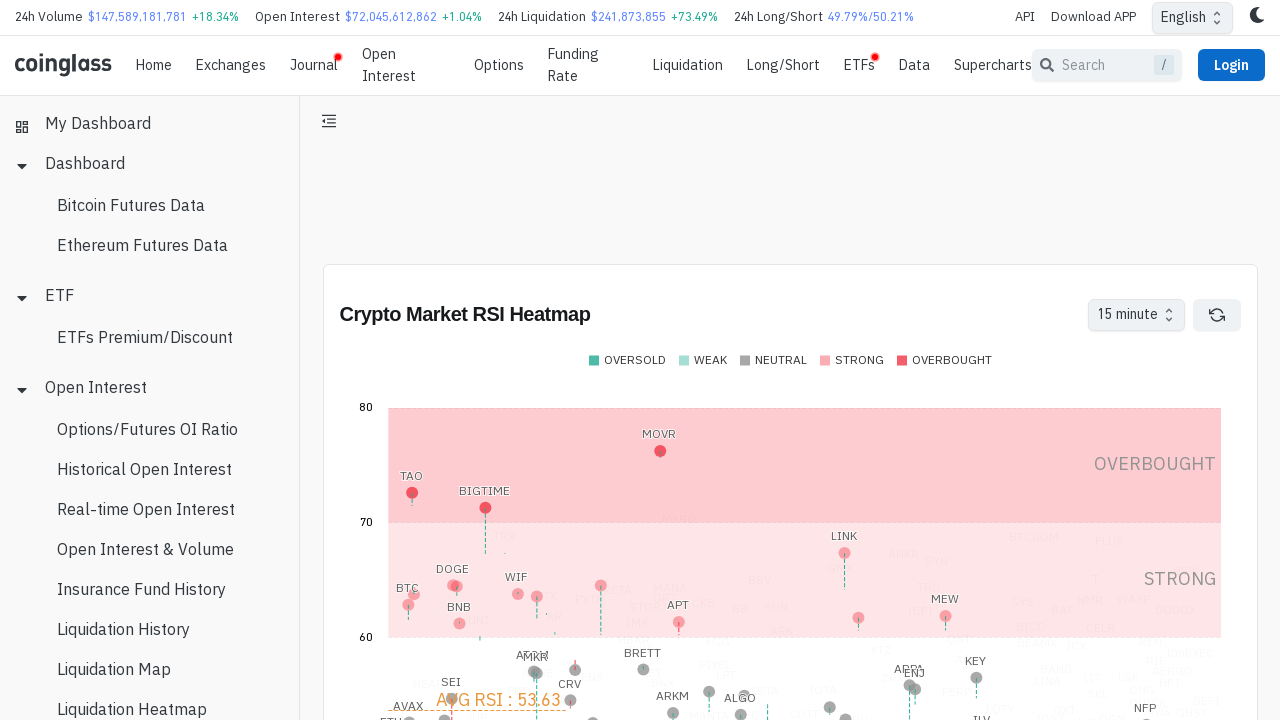 24h Volume $147,589,181,781 +18.34% Open Interest $72,045,612,862 +1.04% 24h Liquidation $241,873,855 +73.49% 24h Long/Short 49.79%/50.21% API Download APP English
coinglass Home Exchanges Journal Open Interest Options Funding Rate Liquidation Long/Short ETFs Data Supercharts Search / Login
My Dashboard
Dashboard
Bitcoin Futures Data
Ethereum Futures Data
ETF
ETFs Premium/Discount
Open Interest
Options/Futures OI Ratio
Historical Open Interest
Real-time Open Interest
Open Interest & Volume
Insurance Fund History
Liquidation History
Liquidation Map
Liquidation Heatmap
Crypto Market RSI Heatmap 15 minute
OVERSOLD WEAK NEUTRAL STRONG OVERBOUGHT
80
MOVR
OVERBOUGHT
TAO
BIGTIME
70
LINK
DOGE
WIF
STRONG
BTC
BNB
APT
MEW
60
MKR
BRETT
KEY
ENJ
SEI
CRV
ARKM
ALGO
AVG RSI : 53.63
AVAX
NFP